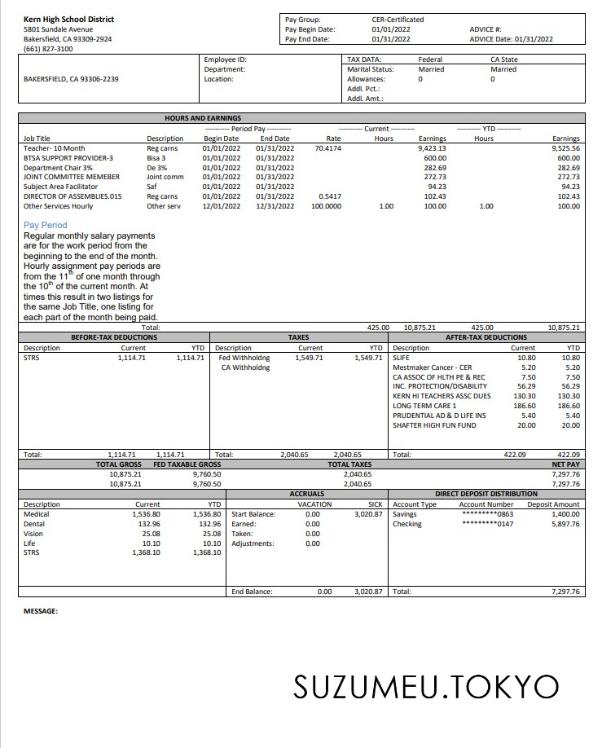 Kern High School District
5801 Sundale Avenue
Bakersfield, CA 93309-2924
(661) 827-3100
Pay Group: CER-Certificated
Pay Begin Date: 01/01/2022 ADVICE #:
Pay End Date: 01/31/2022 ADVICE Date: 01/31/2022
BAKERSFIELD, CA 93306-2239
Employee ID:
Department:
Location:
TAX DATA: Federal CA State
Marital Status: Married Married
Allowances: 0 0
Addl. Pct.:
Addl. Amt.:
HOURS AND EARNINGS
---------- Period Pay ---------- ---------- Current ---------- ---------- YTD ----------
Job Title Description Begin Date End Date Rate Hours Earnings Hours Earnings
Teacher- 10 Month Reg carns 01/01/2022 01/31/2022 70.4174 9,423.13 9,525.56
BTSA SUPPORT PROVIDER-3 Bisa 3 01/01/2022 01/31/2022 600.00 600.00
Department Chair 3% De 3% 01/01/2022 01/31/2022 282.69 282.69
JOINT COMMITTEE MEMEBER Joint comm 01/01/2022 01/31/2022 272.73 272.73
Subject Area Facilitator Saf 01/01/2022 01/31/2022 94.23 94.23
DIRECTOR OF ASSEMBLIES.015 Reg carns 01/01/2022 01/31/2022 0.5417 102.43 102.43
Other Services Hourly Other serv 12/01/2022 12/31/2022 100.0000 1.00 100.00 1.00 100.00
Pay Period
Regular monthly salary payments
are for the work period from the
beginning to the end of the month.
Hourly assignment pay periods are
from the 11th of one month through
the 10th of the current month. At
times this result in two listings for
the same Job Title, one listing for
each part of the month being paid.
Total: 425.00 10,875.21 425.00 10,875.21
BEFORE-TAX DEDUCTIONS
Description Current YTD
STRS 1,114.71 1,114.71
Total: 1,114.71 1,114.71
TAXES
Description Current YTD
Fed Withholdng 1,549.71 1,549.71
CA Withholdng
Total: 2,040.65 2,040.65
AFTER-TAX DEDUCTIONS
Description Current YTD
SLIFE 10.80 10.80
Mestmaker Cancer - CER 5.20 5.20
CA ASSOC OF HLTH PE & REC 7.50 7.50
INC. PROTECTION/DISABILITY 56.29 56.29
KERN HI TEACHERS ASSC DUES 130.30 130.30
LONG TERM CARE 1 186.60 186.60
PRUDENTIAL AD & D LIFE INS 5.40 5.40
SHAFTER HIGH FUN FUND 20.00 20.00
422.09 422.09
TOTAL GROSS FED TAXABLE GROSS TOTAL TAXES NET PAY
10,875.21 9,760.50 2,040.65 7,297.76
10,875.21 9,760.50 2,040.65 7,297.76
Description Current YTD
Medical 1,536.80 1,536.80
Dental 132.96 132.96
Vision 25.08 25.08
Life 10.10 10.10
STRS 1,368.10 1,368.10
ACCRUALS
VACATION SICK
Start Balance: 0.00 3,020.87
Earned: 0.00
Taken: 0.00
Adjustments: 0.00
End Balance: 0.00 3,020.87
DIRECT DEPOSIT DISTRIBUTION
Account Type Account Number Deposit Amount
Savings *********0863 1,400.00
Checking *********0147 5,897.76
Total: 7,297.76
MESSAGE:
SUZUMEU.TOKYO